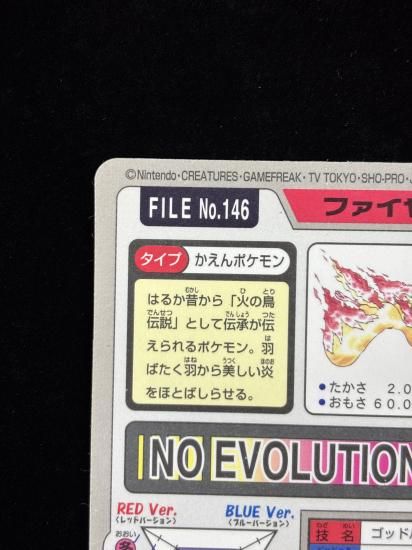 ©Nintendo･CREATURES･GAMEFREAK･TV TOKYO･SHO-PRO･
FILE No.146
ファイヤ
タイプ かえんポケモン
はるか昔から「火の鳥
伝説」として伝承が伝
えられるポケモン。羽
ばたく羽から美しい炎
をほとばしらせる。
●たかさ 2.0
●おもさ 60.0
NO EVOLUTION
RED Ver.
BLUE Ver.
〈レッドバージョン〉
〈ブルーバージョン〉
おおい
多
技名
ゴッド